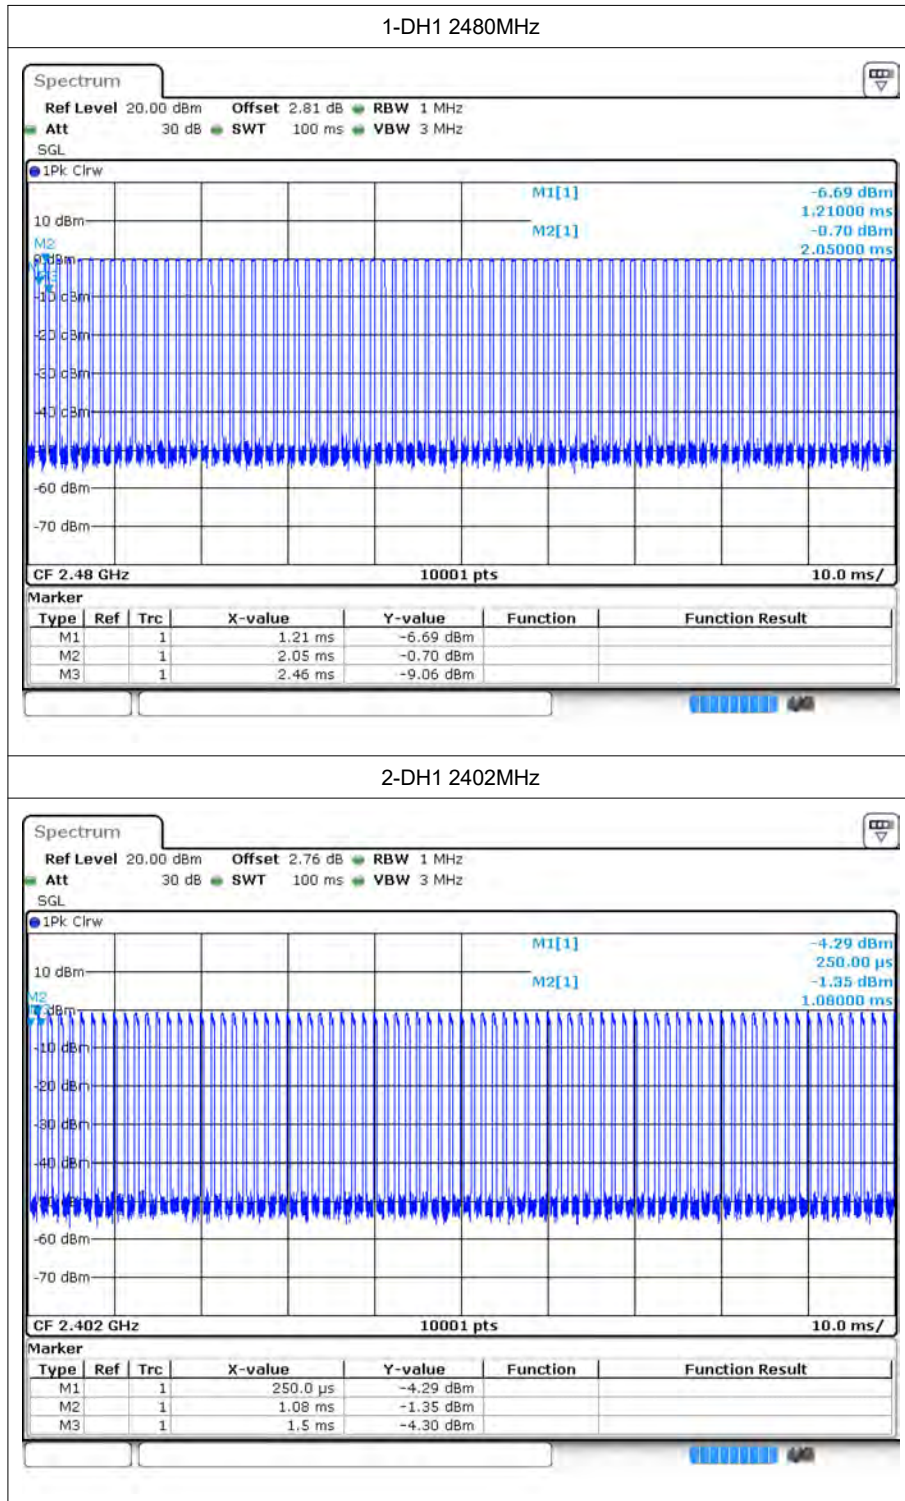 1-DH1 2480MHz
Spectrum
Ref Level 20.00 dBm Offset 2.81 dB RBW 1 MHz
Att 30 dB SWT 100 ms VBW 3 MHz
SGL
1Pk Clrw
M1[1] -6.69 dBm
1.21000 ms
10 dBm
M2[1] -0.70 dBm
M2
2.05000 ms
-60 dBm
-70 dBm
CF 2.48 GHz 10001 pts 10.0 ms/
Marker
Type Ref Trc X-value Y-value Function Function Result
M1 1 1.21 ms -6.69 dBm
M2 1 2.05 ms -0.70 dBm
M3 1 2.46 ms -9.06 dBm
2-DH1 2402MHz
Spectrum
Ref Level 20.00 dBm Offset 2.76 dB RBW 1 MHz
Att 30 dB SWT 100 ms VBW 3 MHz
SGL
1Pk Clrw
M1[1] -4.29 dBm
250.00 µs
10 dBm
M2[1] -1.35 dBm
M2
1.08000 ms
-10 dBm
-20 dBm
-30 dBm
-40 dBm
-60 dBm
-70 dBm
CF 2.402 GHz 10001 pts 10.0 ms/
Marker
Type Ref Trc X-value Y-value Function Function Result
M1 1 250.0 µs -4.29 dBm
M2 1 1.08 ms -1.35 dBm
M3 1 1.5 ms -4.30 dBm